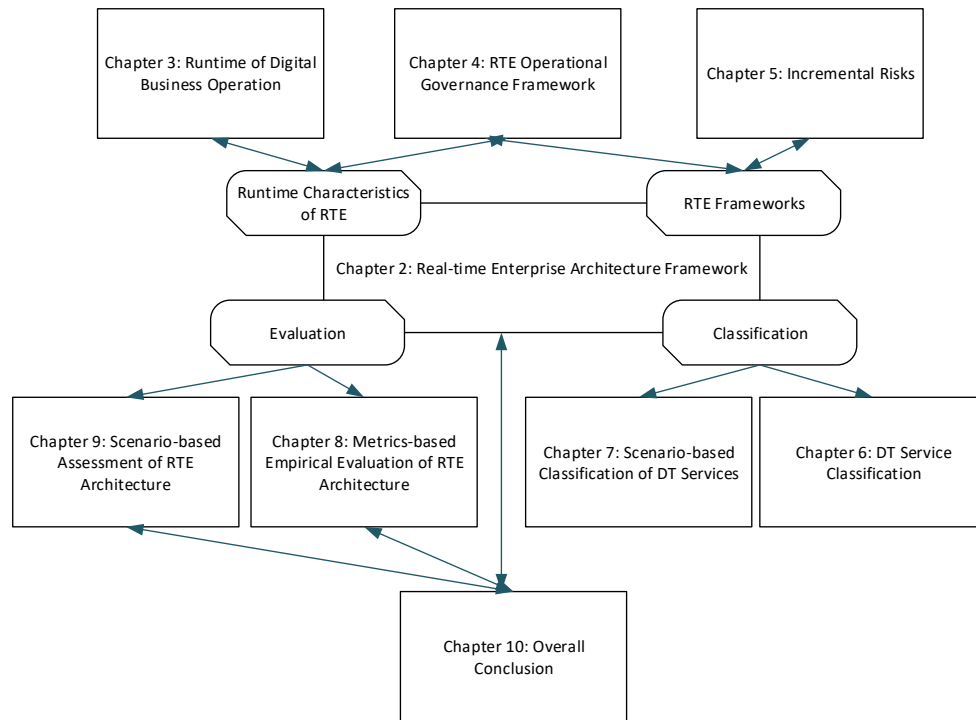 Chapter 3: Runtime of Digital
Business Operation
Chapter 4: RTE Operational
Governance Framework
Chapter 5: Incremental Risks
Runtime Characteristics
of RTE
RTE Frameworks
Chapter 2: Real-time Enterprise Architecture Framework
Evaluation
Classification
Chapter 9: Scenario-based
Assessment of RTE
Architecture
Chapter 8: Metrics-based
Empirical Evaluation of RTE
Architecture
Chapter 7: Scenario-based
Classification of DT Services
Chapter 6: DT Service
Classification
Chapter 10: Overall
Conclusion